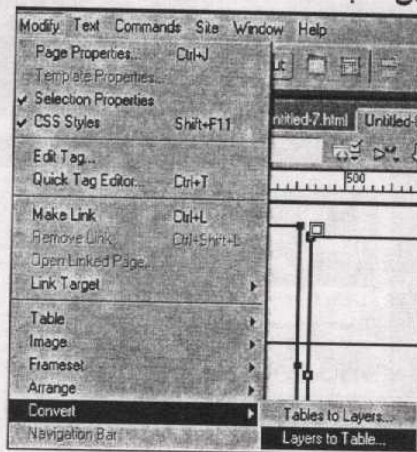 Modify Text Commands Site Window Help
Page Properties... Ctrl+J
Template Properties...
Selection Properties
CSS Styles Shift+F11
ntitled-7.html Untitled-
Edit Tag...
Quick Tag Editor... Ctrl+T
500
Make Link Ctrl+L
Remove Link Ctrl+Shift+L
Open Linked Page...
Link Target
Table
Image
Frameset
Arrange
Convert
Tables to Layers...
Navigation Bar
Layers to Table...